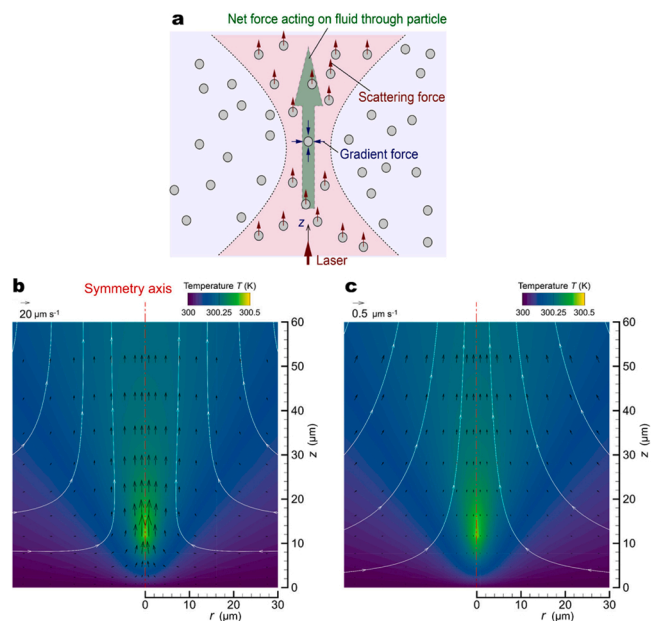 a
Net force acting on fluid through particle
Scattering force
Gradient force
z
Laser
b
Symmetry axis
Temperature T (K)
20 μm s⁻¹
300 300.25 300.5
60
50
40
30
20
10
0
z (μm)
0 10 20 30
r (μm)
c
Temperature T (K)
0.5 μm s⁻¹
300 300.25 300.5
60
50
40
30
20
10
0
z (μm)
0 10 20 30
r (μm)